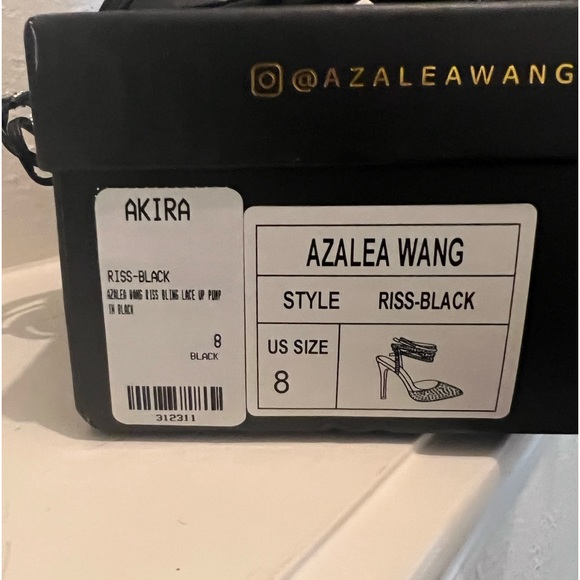 @AZALEAWANG
AKIRA
RISS-BLACK
AZALEA WANG RISS BLING LACE UP PUMP
IN BLACK
8
BLACK
312311
AZALEA WANG
STYLE RISS-BLACK
US SIZE
8